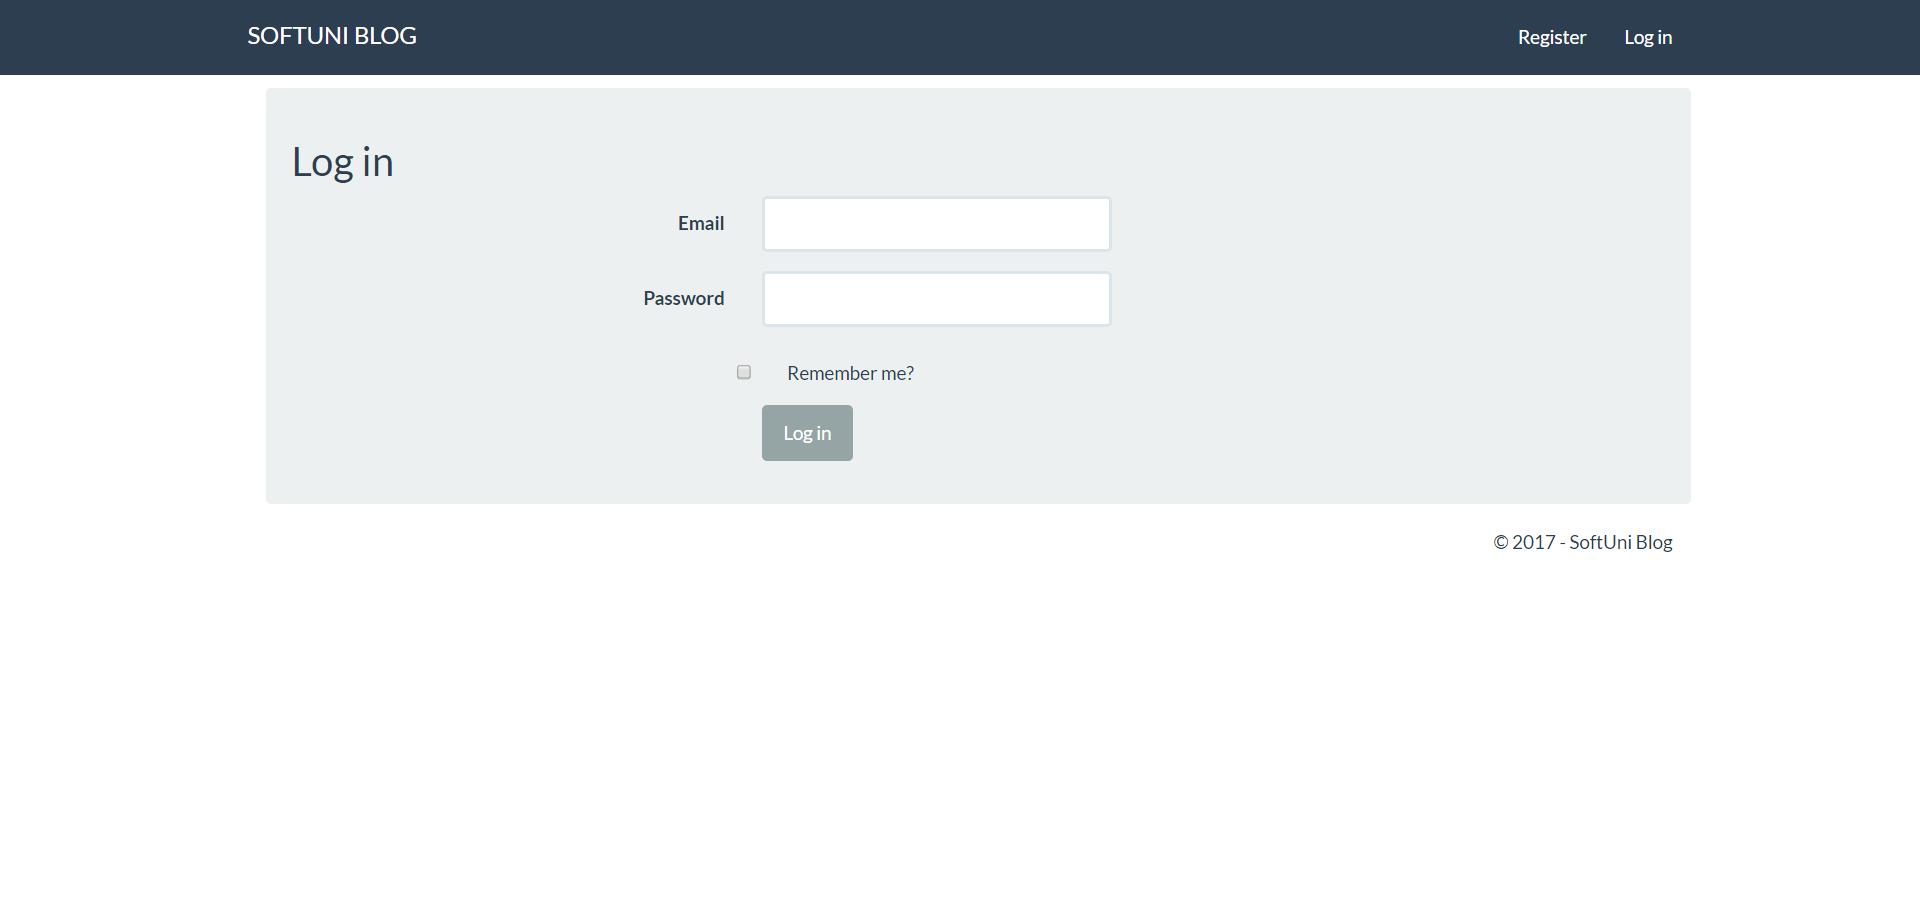 SOFTUNI BLOG
Register
Log in
Log in
Email
Password
Remember me?
Log in
© 2017 - SoftUni Blog